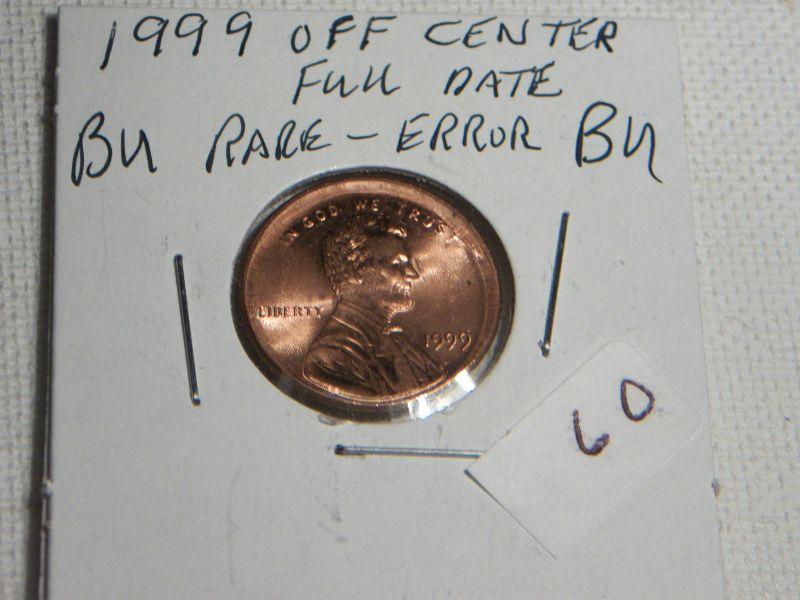 1999 OFF CENTER
FULL DATE
BU RARE - ERROR BU
IN GOD WE TRUST
LIBERTY
1999
60